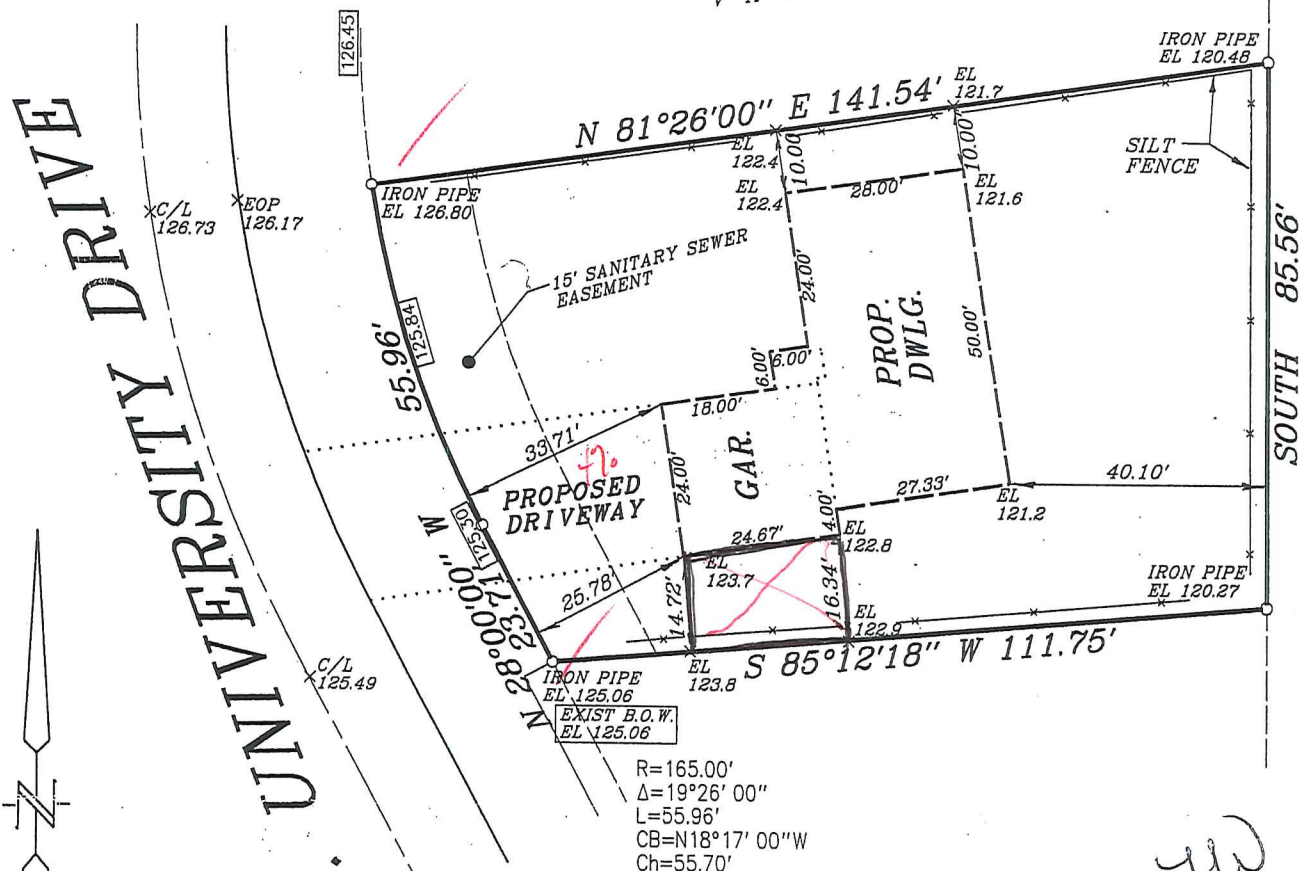 126.45
IRON PIPE
EL 120.48
N 81°26'00" E 141.54'
EL
121.7
EL
122.4
10.00'
10.00'
SILT
FENCE
UNIVERSITY DRIVE
C/L
126.73
EOP
126.17
IRON PIPE
EL 126.80
EL
122.4
28.00'
EL
121.6
15' SANITARY SEWER
EASEMENT
SOUTH 85.56'
24.00'
125.84
55.96'
PROP.
DWLG.
50.00'
6.00'
6.00'
18.00'
33.71'
GAR.
24.00'
PROPOSED
DRIVEWAY
125.30
27.33'
40.10'
EL
121.2
4.00'
24.67'
EL
122.8
EL
123.7
25.78'
14.72'
16.34'
EL
122.9
IRON PIPE
EL 120.27
N 28°00'00" W
23.71'
C/L
125.49
IRON PIPE
EL 125.06
EL
123.8
S 85°12'18" W 111.75'
EXIST B.O.W.
EL 125.06
R=165.00'
Δ=19°26' 00"
L=55.96'
CB=N18°17' 00"W
Ch=55.70'
N